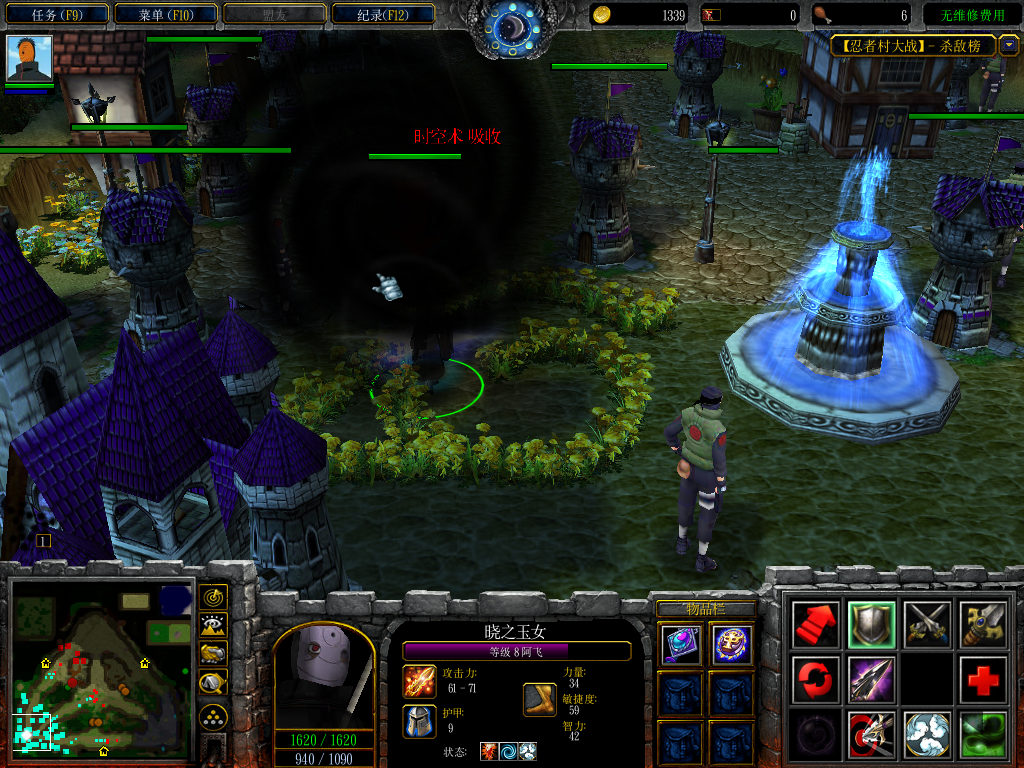 任务(F9) 菜单(F10) 盟友 纪录(F12) 1339 0 6 无维修费用
【忍者村大战】- 杀敌榜
时空术 吸收
1
晓之玉女
等级 8 阿飞
物品栏
攻击力:
61 - 71
护甲:
9
力量:
34
敏捷度:
59
智力:
42
状态:
1620 / 1620
940 / 1090